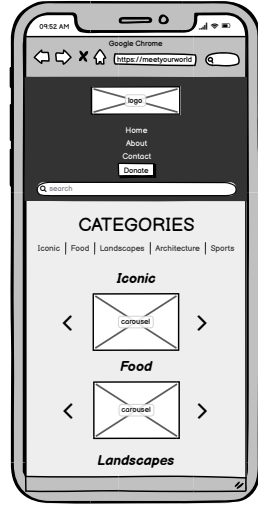 09:52 AM
Google Chrome
https://meetyourworld
logo
Home
About
Contact
Donate
search
CATEGORIES
Iconic | Food | Landscapes | Architecture | Sports
Iconic
carousel
Food
carousel
Landscapes